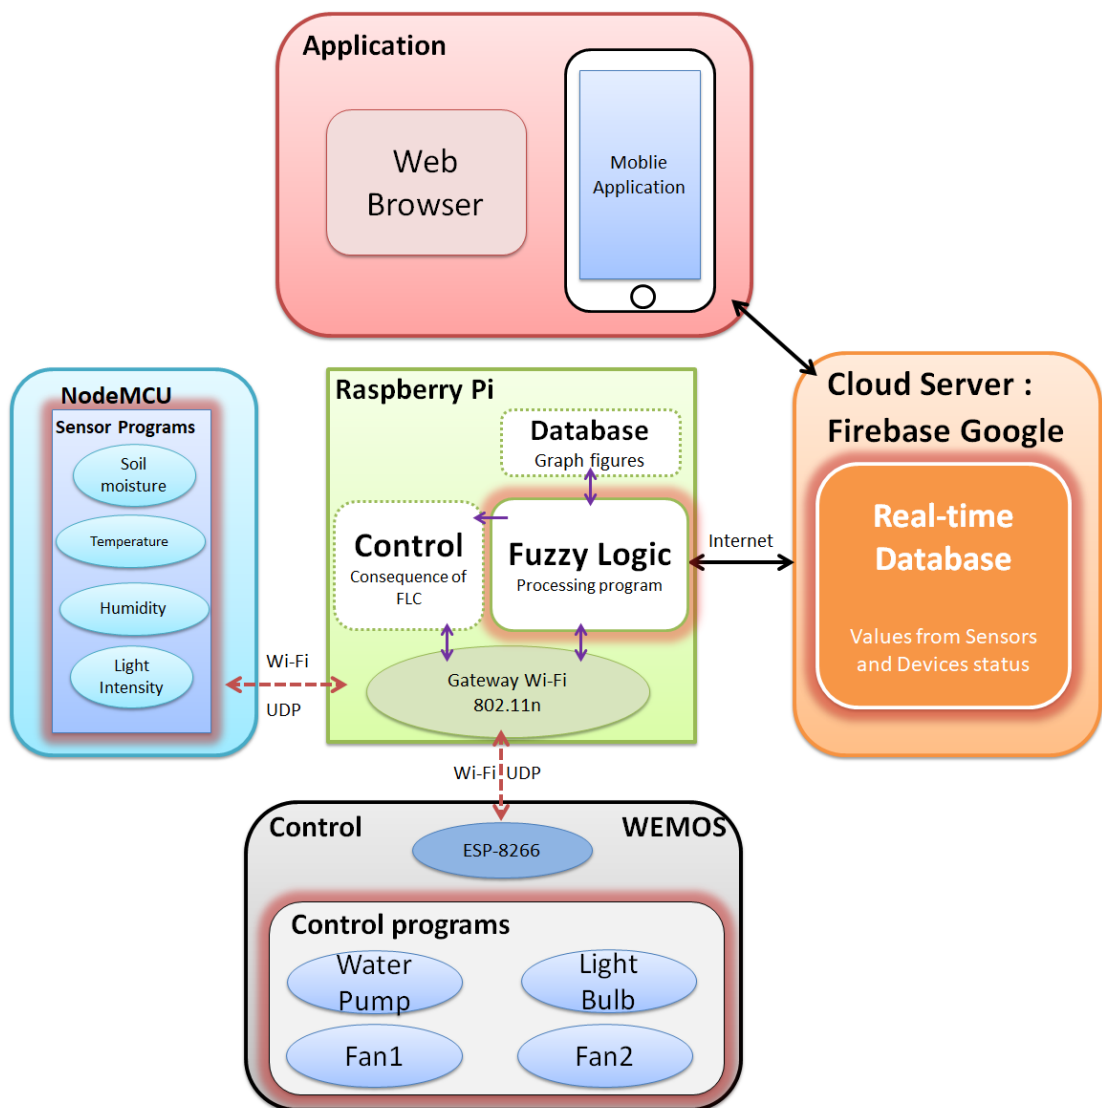 Application
Web
Browser
Moblie
Application
NodeMCU
Sensor Programs
Soil
moisture
Temperature
Humidity
Light
Intensity
Wi-Fi
UDP
Raspberry Pi
Database
Graph figures
Control
Consequence of
FLC
Fuzzy Logic
Processing program
Gateway Wi-Fi
802.11n
Internet
Cloud Server :
Firebase Google
Real-time
Database
Values from Sensors
and Devices status
Wi-Fi UDP
Control
WEMOS
ESP-8266
Control programs
Water
Pump
Light
Bulb
Fan1
Fan2